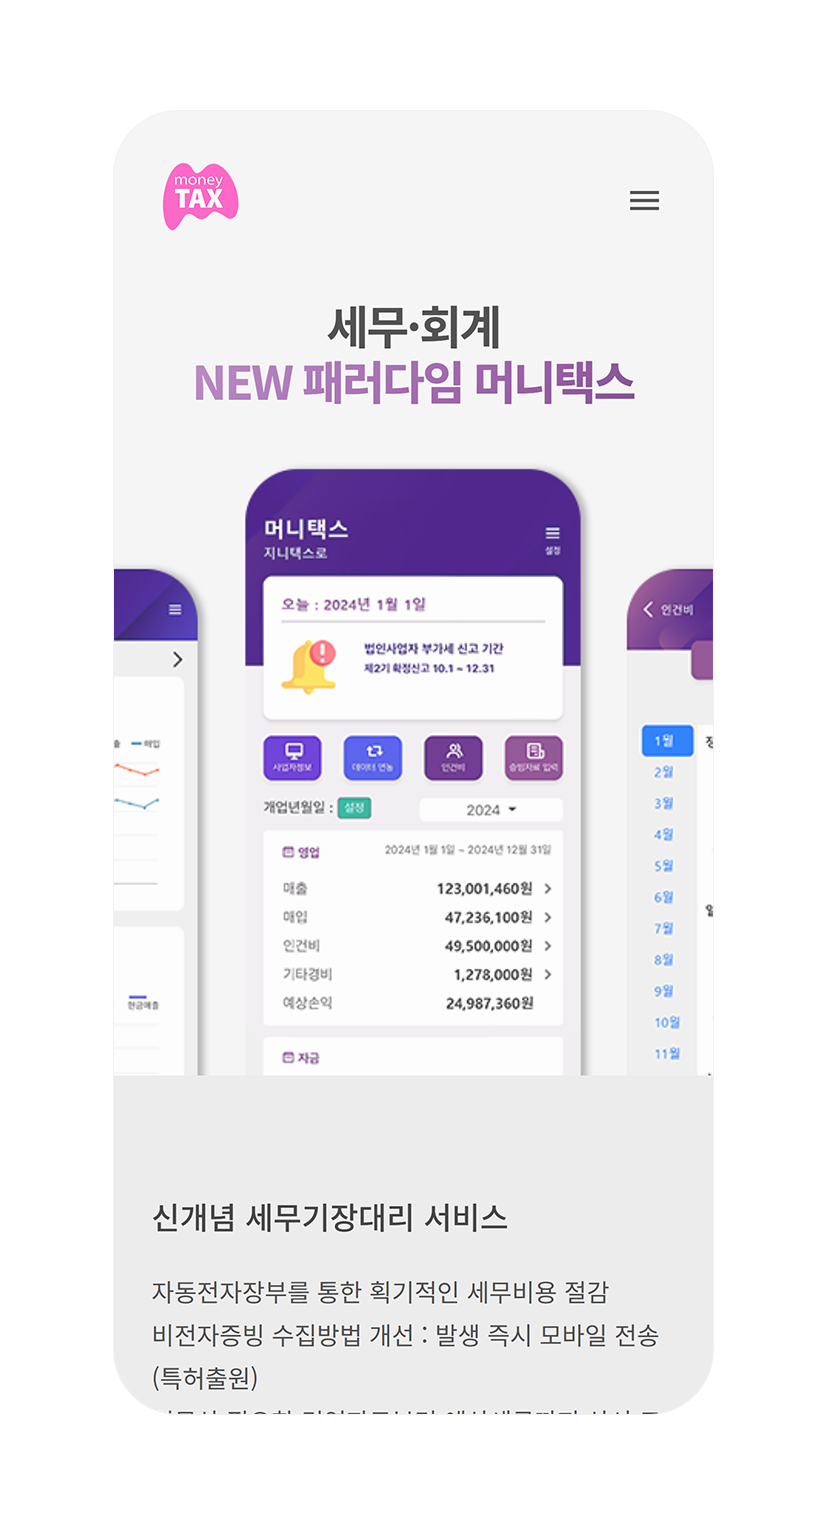 money
TAX
세무·회계
NEW 패러다임 머니택스
머니택스
지니택스로
설정
오늘 : 2024년 1월 1일
법인사업자 부가세 신고 기간
제2기 확정신고 10.1 ~ 12.31
사업자정보
데이터 연동
인건비
증빙자료 입력
개업년월일 : 설정
2024
영업
2024년 1월 1일 ~ 2024년 12월 31일
매출
123,001,460원
매입
47,236,100원
인건비
49,500,000원
기타경비
1,278,000원
예상손익
24,987,360원
자금
매입
현금매출
인건비
1월
2월
3월
4월
5월
6월
7월
8월
9월
10월
11월
신개념 세무기장대리 서비스
자동전자장부를 통한 획기적인 세무비용 절감
비전자증빙 수집방법 개선 : 발생 즉시 모바일 전송
(특허출원)